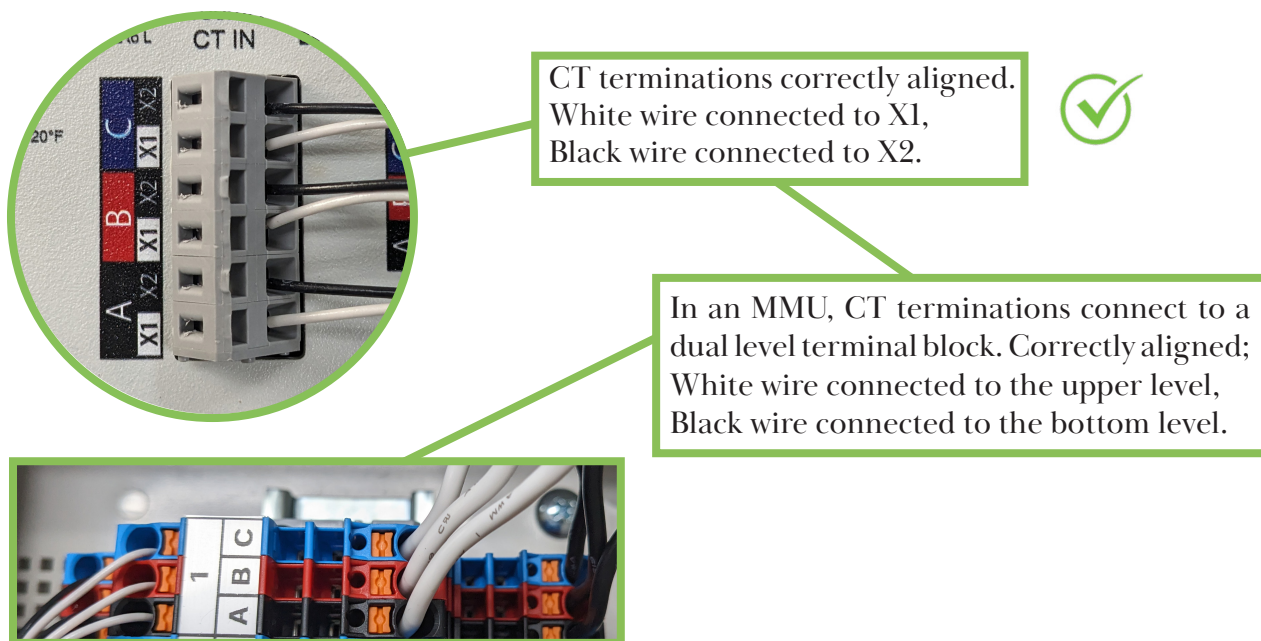 CT IN
20°F
C
X2
X1
B
X2
X1
A
X2
X1
CT terminations correctly aligned.
White wire connected to X1,
Black wire connected to X2.
In an MMU, CT terminations connect to a
dual level terminal block. Correctly aligned;
White wire connected to the upper level,
Black wire connected to the bottom level.
1
C
B
A